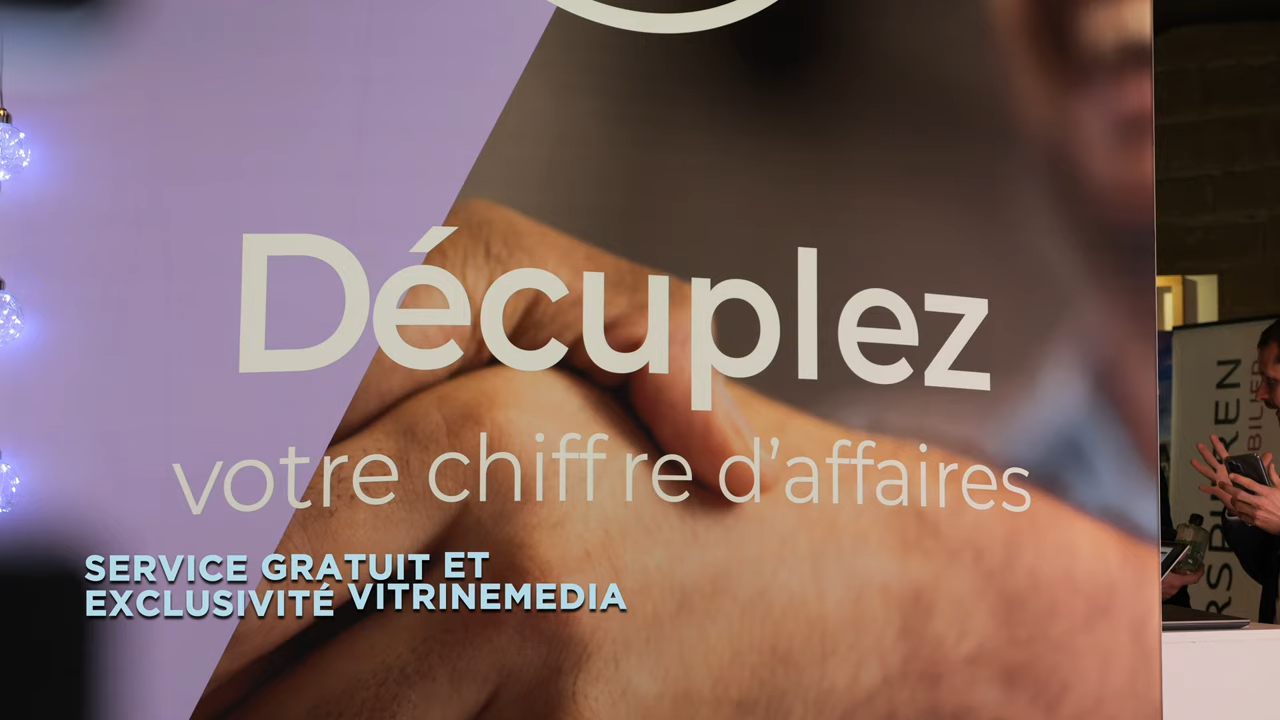 Décuplez
votre chiffre d'affaires
SERVICE GRATUIT ET
EXCLUSIVITÉ VITRINEMEDIA